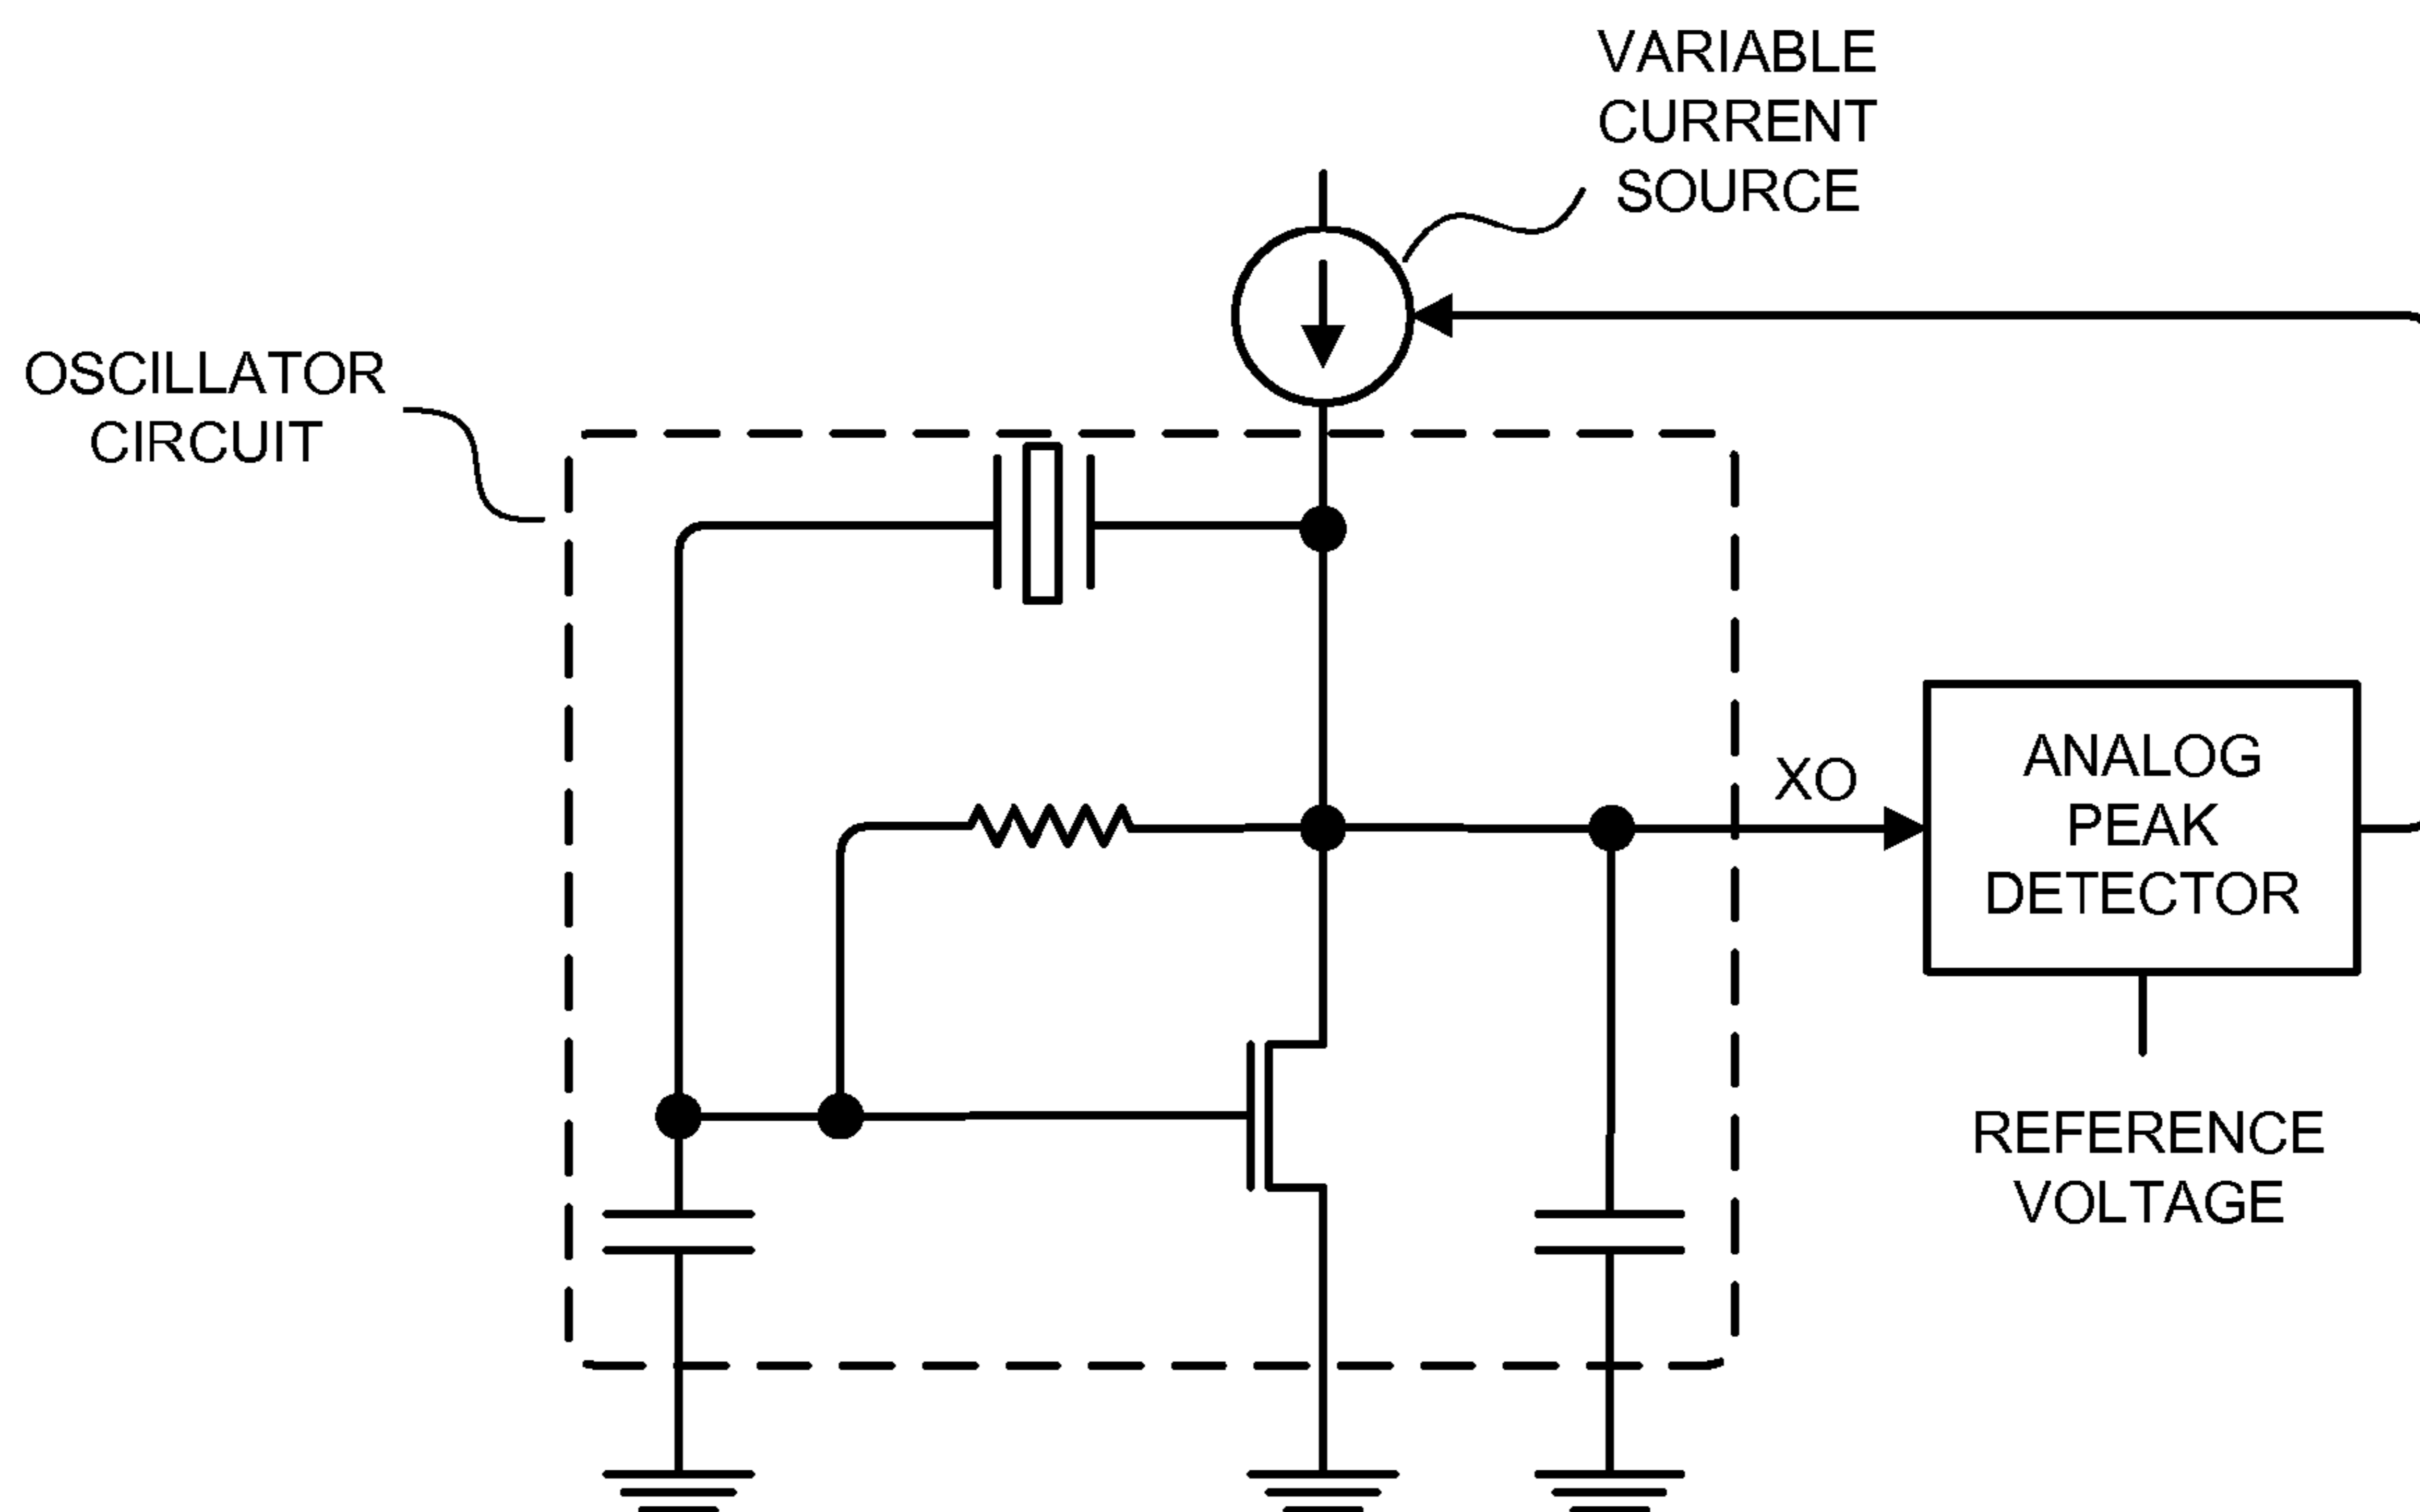 VARIABLE
CURRENT
SOURCE
OSCILLATOR
CIRCUIT
XO
ANALOG
PEAK
DETECTOR
REFERENCE
VOLTAGE